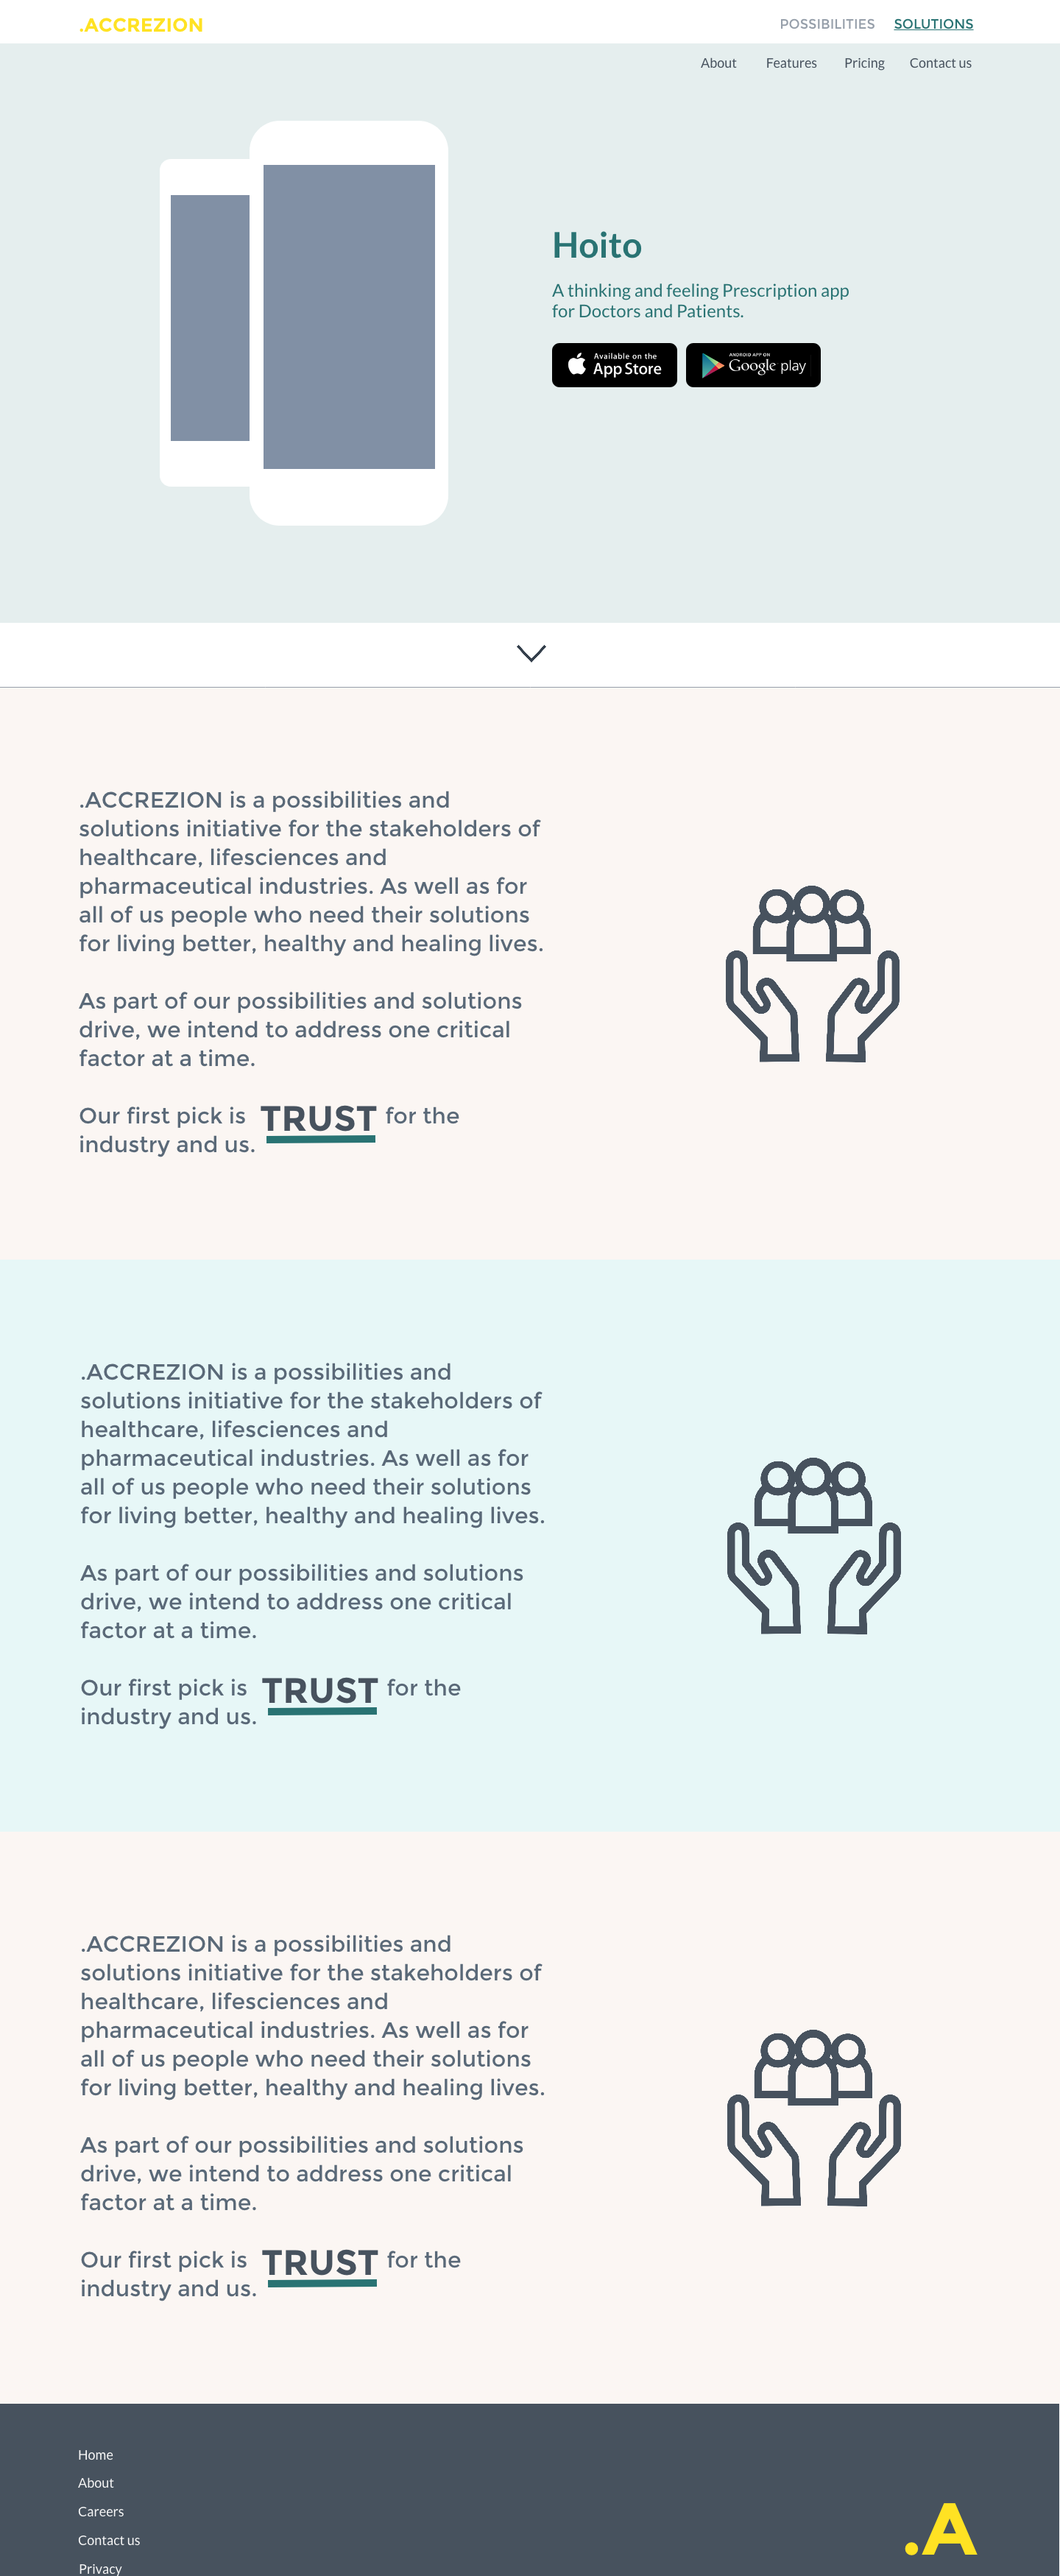 .ACCREZION
POSSIBILITIES SOLUTIONS
About Features Pricing Contact us
Hoito
A thinking and feeling Prescription app
for Doctors and Patients.
Available on the
App Store
ANDROID APP ON
Google play
.ACCREZION is a possibilities and
solutions initiative for the stakeholders of
healthcare, lifesciences and
pharmaceutical industries. As well as for
all of us people who need their solutions
for living better, healthy and healing lives.
As part of our possibilities and solutions
drive, we intend to address one critical
factor at a time.
Our first pick is TRUST for the
industry and us.
.ACCREZION is a possibilities and
solutions initiative for the stakeholders of
healthcare, lifesciences and
pharmaceutical industries. As well as for
all of us people who need their solutions
for living better, healthy and healing lives.
As part of our possibilities and solutions
drive, we intend to address one critical
factor at a time.
Our first pick is TRUST for the
industry and us.
.ACCREZION is a possibilities and
solutions initiative for the stakeholders of
healthcare, lifesciences and
pharmaceutical industries. As well as for
all of us people who need their solutions
for living better, healthy and healing lives.
As part of our possibilities and solutions
drive, we intend to address one critical
factor at a time.
Our first pick is TRUST for the
industry and us.
Home
About
Careers
Contact us
Privacy
.A